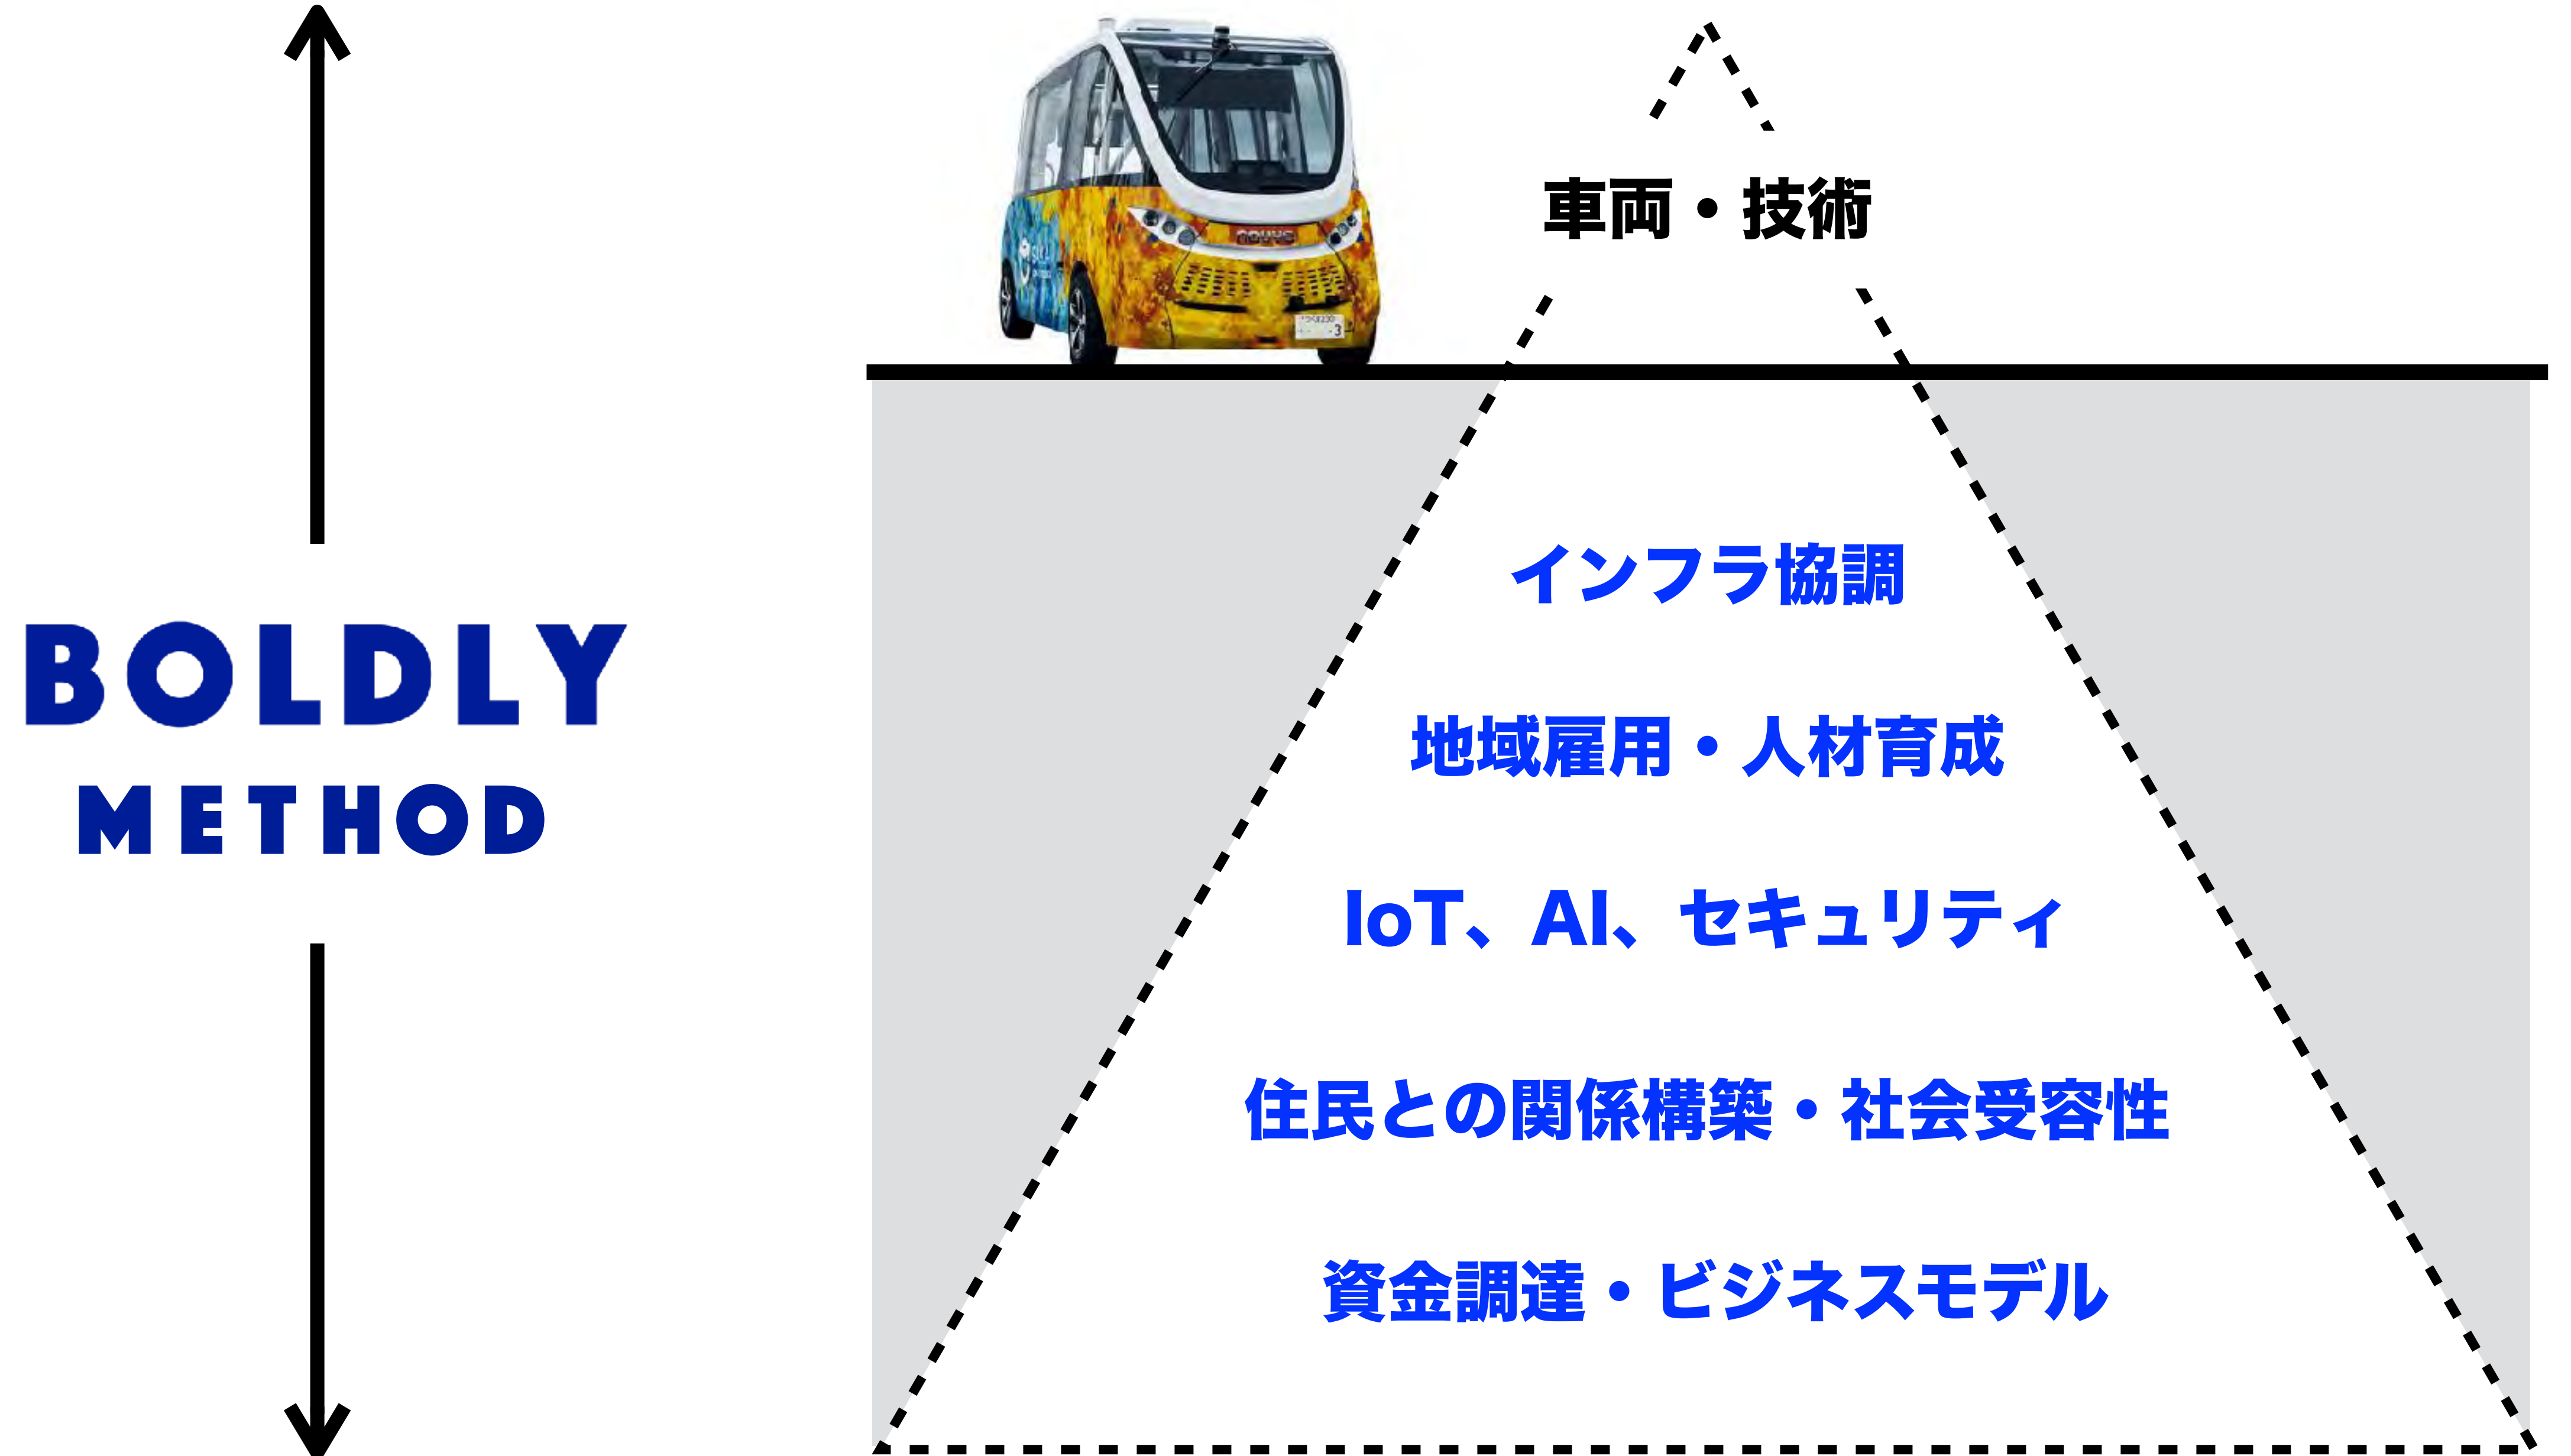 車両・技術
BOLDLY
METHOD
インフラ協調
地域雇用・人材育成
IoT、AI、セキュリティ
住民との関係構築・社会受容性
資金調達・ビジネスモデル